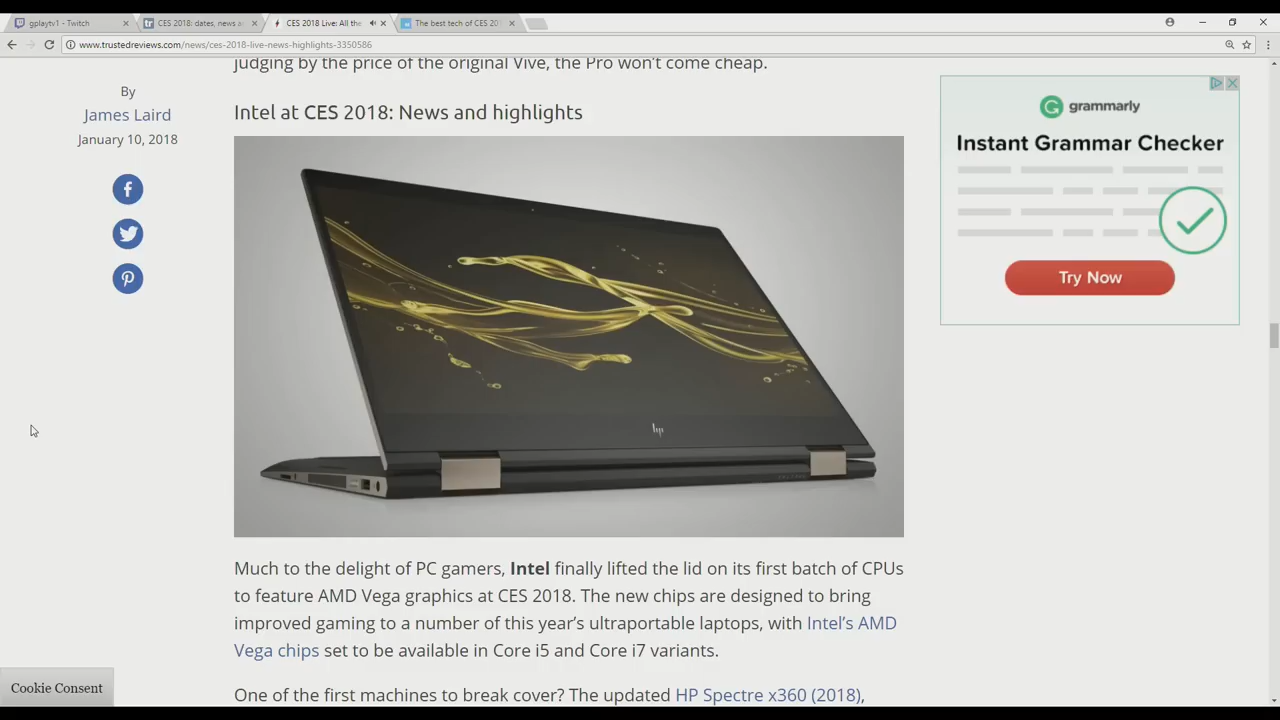 gplaytv1 - Twitch
CES 2018: dates, news a
CES 2018 Live: All the
The best tech of CES 201
www.trustedreviews.com/news/ces-2018-live-news-highlights-3350586
judging by the price of the original Vive, the Pro won't come cheap.
By
James Laird
January 10, 2018
Intel at CES 2018: News and highlights
hp
grammarly
Instant Grammar Checker
Try Now
Much to the delight of PC gamers, Intel finally lifted the lid on its first batch of CPUs
to feature AMD Vega graphics at CES 2018. The new chips are designed to bring
improved gaming to a number of this year's ultraportable laptops, with Intel's AMD
Vega chips set to be available in Core i5 and Core i7 variants.
One of the first machines to break cover? The updated HP Spectre x360 (2018),
Cookie Consent